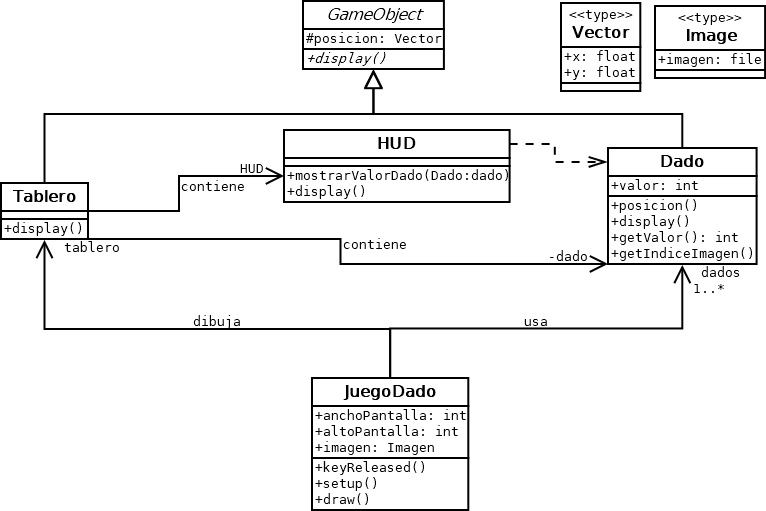 GameObject
#posicion: Vector
+display()
<<type>>
Vector
+x: float
+y: float
<<type>>
Image
+imagen: file
HUD
+mostrarValorDado(Dado:dado)
+display()
Dado
+valor: int
+posicion()
+display()
+getValor(): int
+getIndiceImagen()
Tablero
+display()
HUD
contiene
tablero
contiene
-dado
dados
1..*
dibuja
usa
JuegoDado
+anchoPantalla: int
+altoPantalla: int
+imagen: Imagen
+keyReleased()
+setup()
+draw()